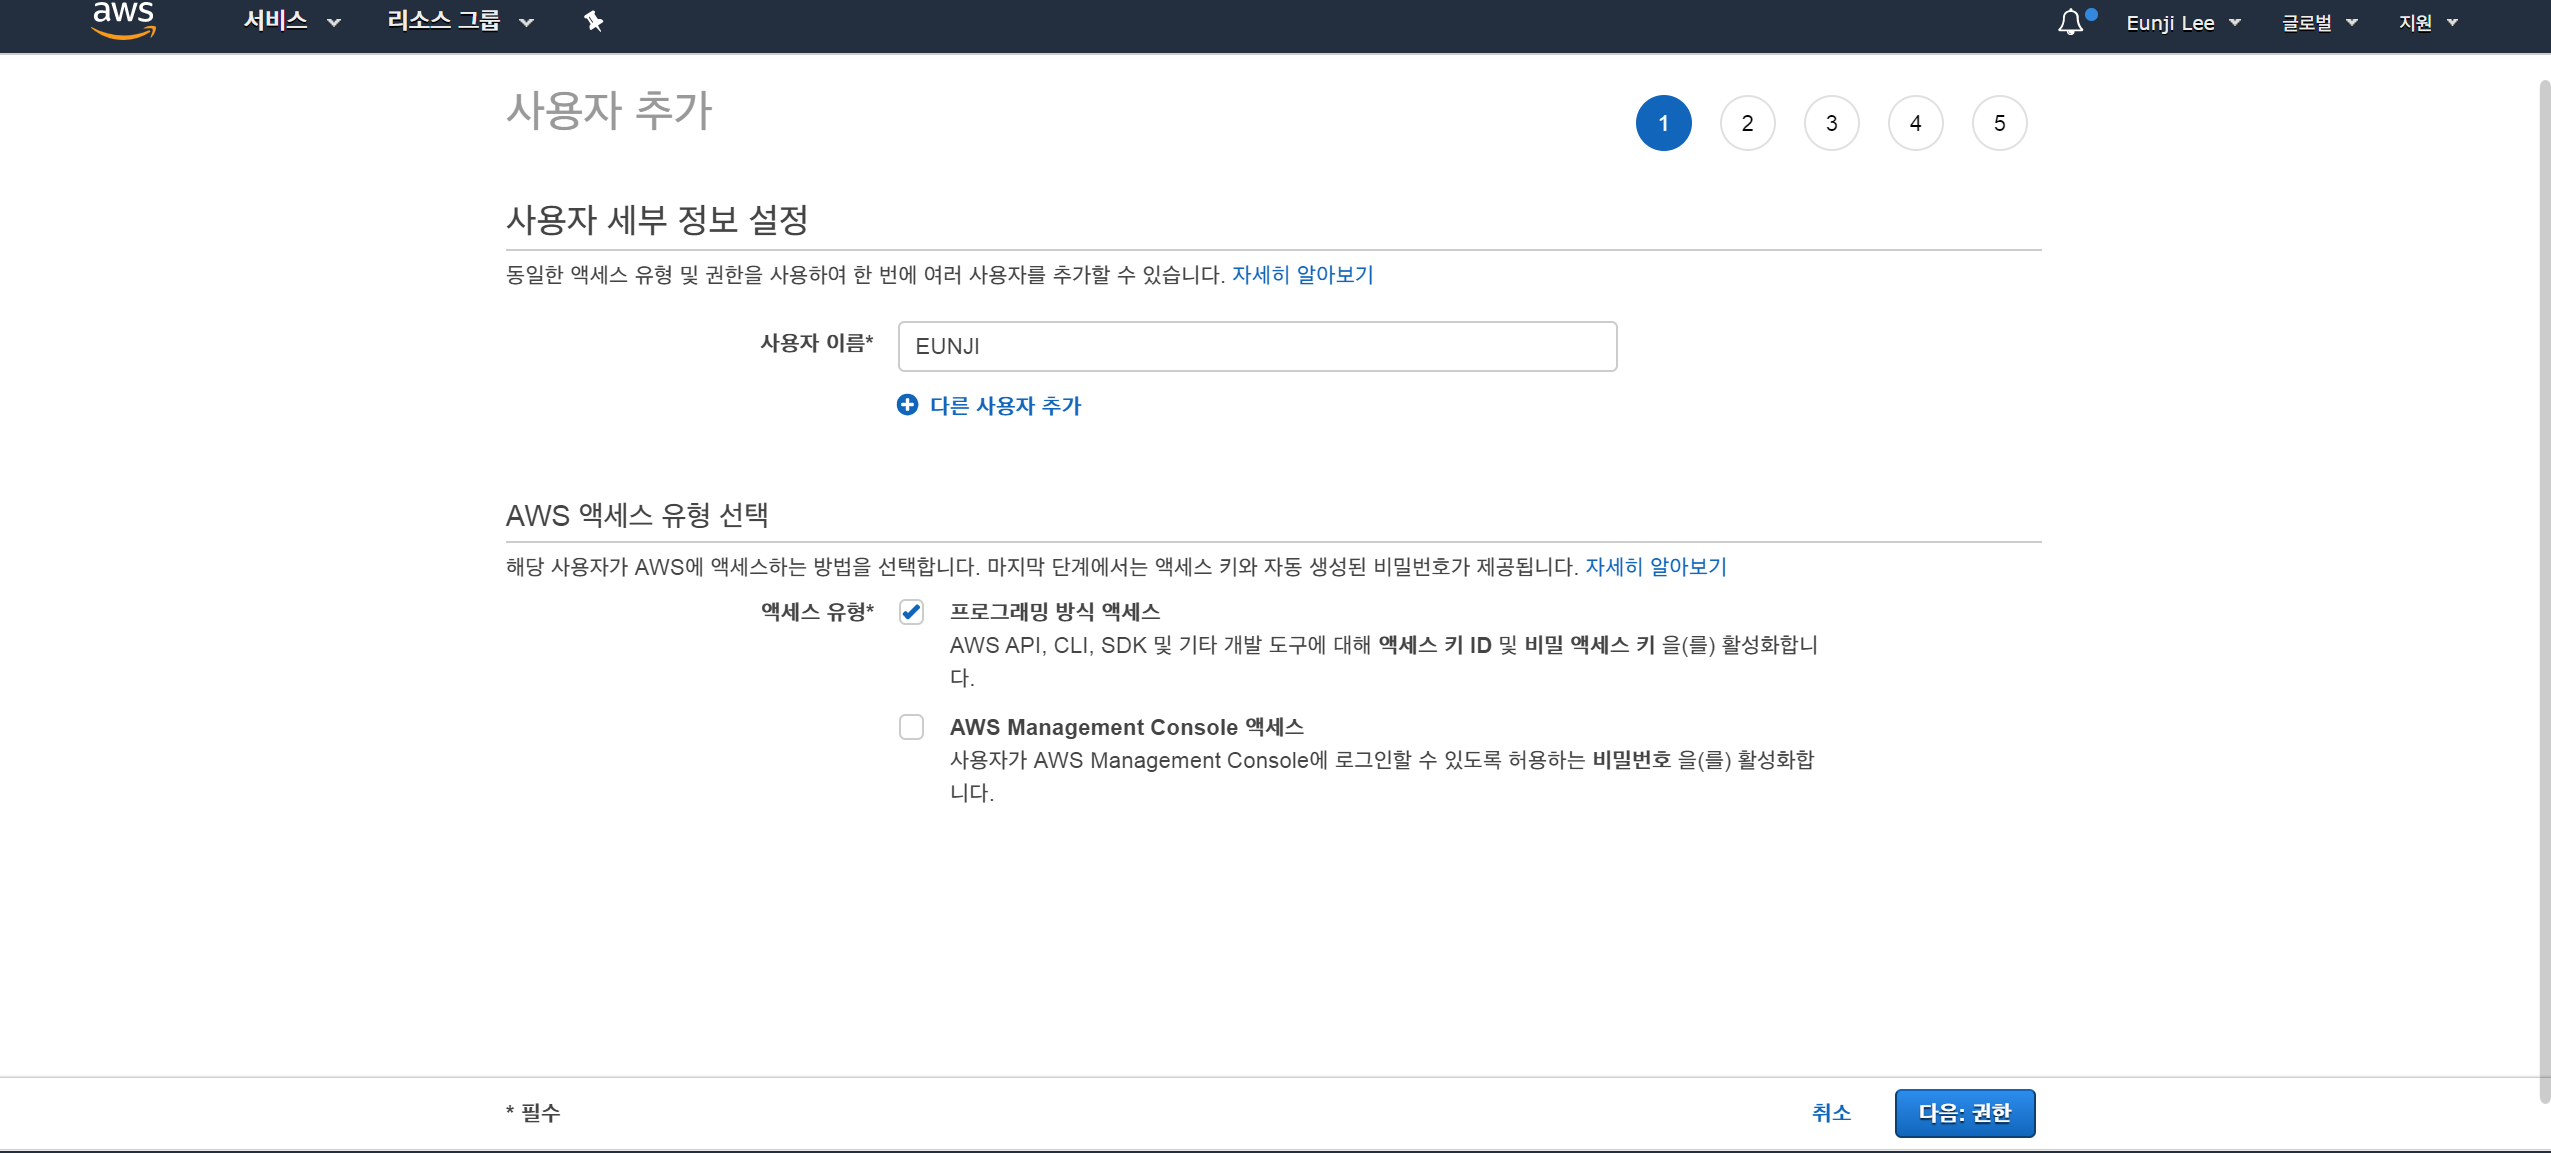 aws 서비스 리소스 그룹 Eunji Lee 글로벌 지원
사용자 추가
1 2 3 4 5
사용자 세부 정보 설정
동일한 액세스 유형 및 권한을 사용하여 한 번에 여러 사용자를 추가할 수 있습니다. 자세히 알아보기
사용자 이름* EUNJI
다른 사용자 추가
AWS 액세스 유형 선택
해당 사용자가 AWS에 액세스하는 방법을 선택합니다. 마지막 단계에서는 액세스 키와 자동 생성된 비밀번호가 제공됩니다. 자세히 알아보기
액세스 유형* 프로그래밍 방식 액세스
AWS API, CLI, SDK 및 기타 개발 도구에 대해 액세스 키 ID 및 비밀 액세스 키 을(를) 활성화합니
다.
AWS Management Console 액세스
사용자가 AWS Management Console에 로그인할 수 있도록 허용하는 비밀번호 을(를) 활성화합
니다.
* 필수 취소 다음: 권한